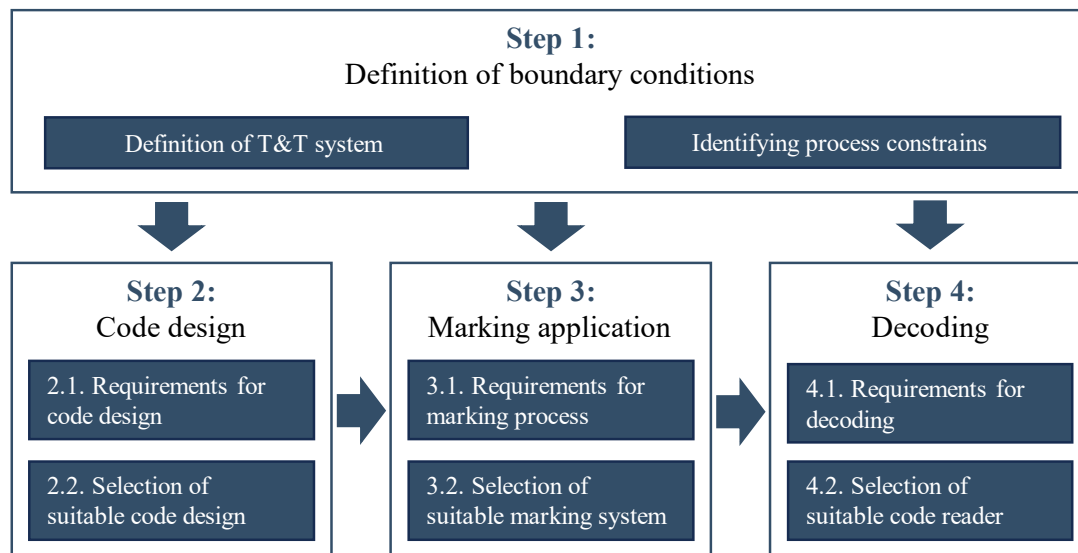 Step 1:
Definition of boundary conditions
Definition of T&T system
Identifying process constrains
Step 2:
Code design
2.1. Requirements for
code design
2.2. Selection of
suitable code design
Step 3:
Marking application
3.1. Requirements for
marking process
3.2. Selection of
suitable marking system
Step 4:
Decoding
4.1. Requirements for
decoding
4.2. Selection of
suitable code reader